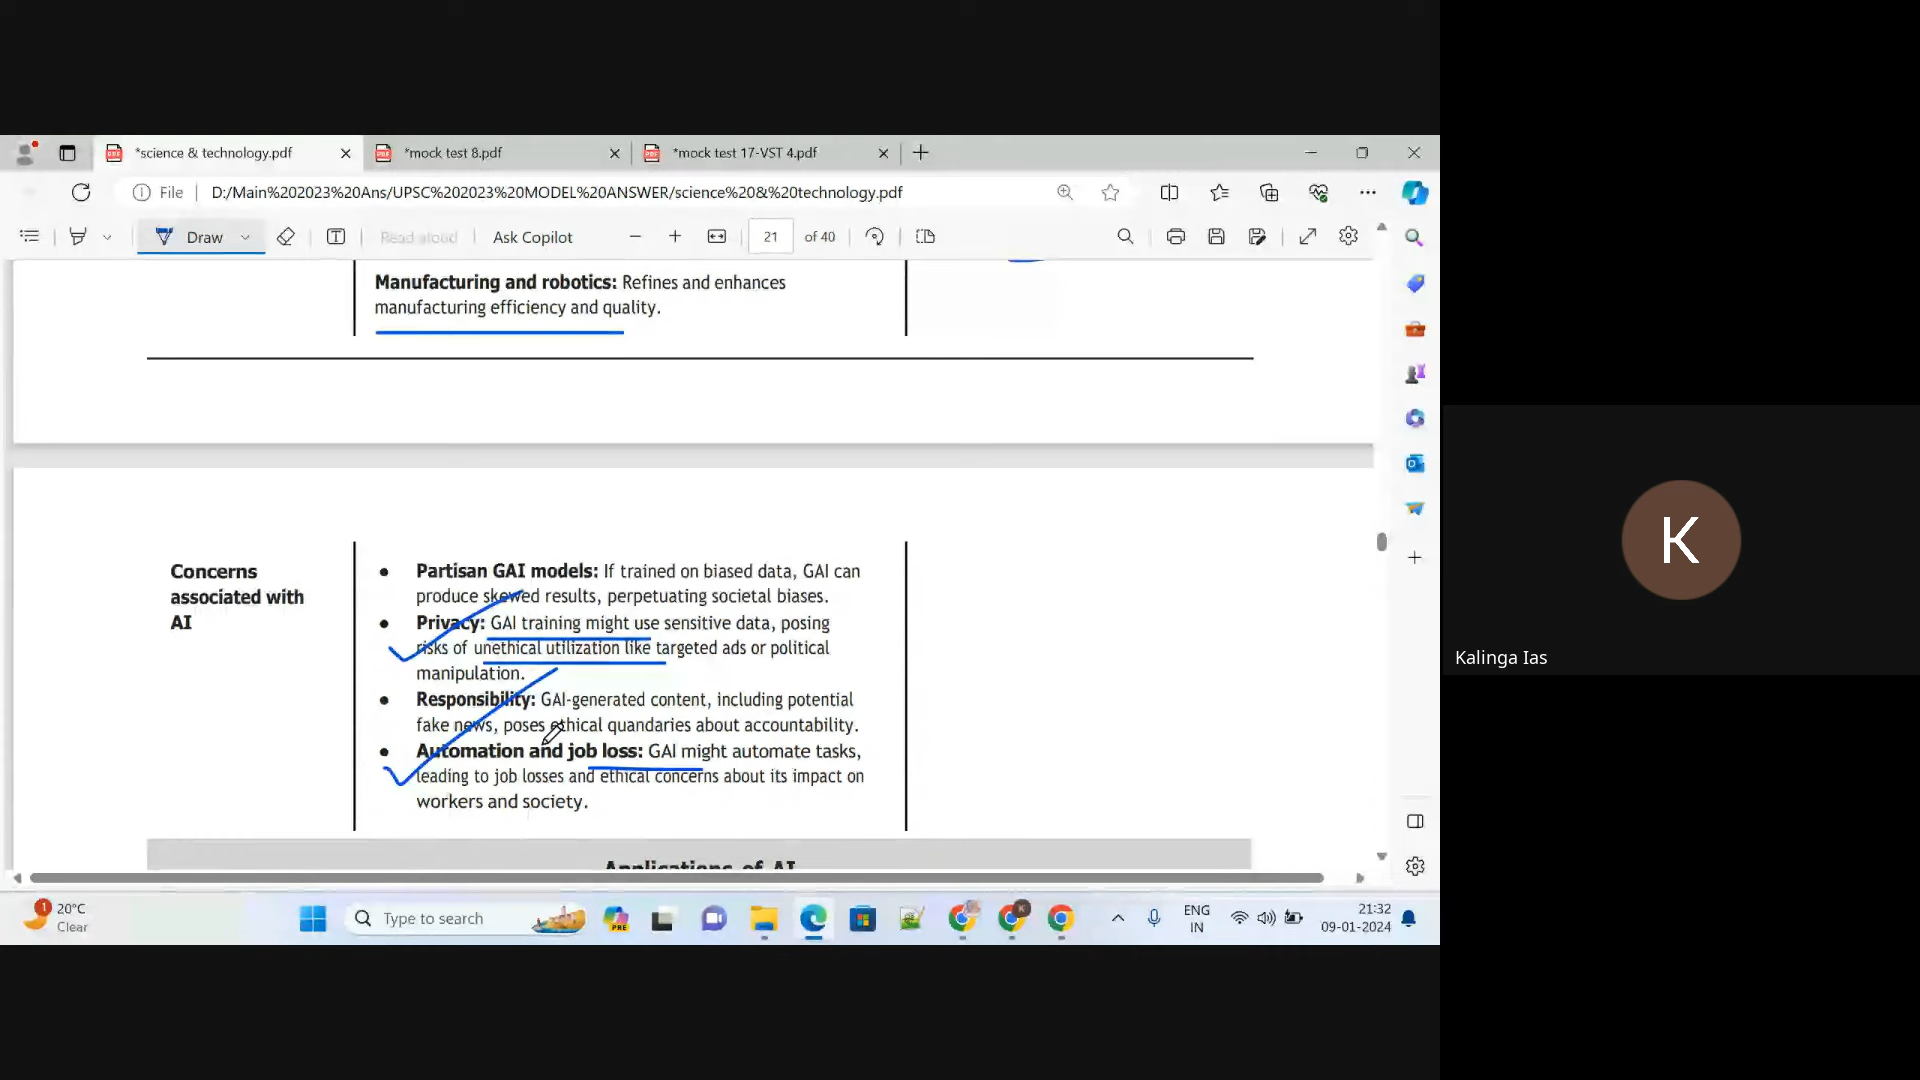 *science & technology.pdf
*mock test 8.pdf
*mock test 17-VST 4.pdf
File
D:/Main%202023%20Ans/UPSC%202023%20MODEL%20ANSWER/science%20&%20technology.pdf
Draw
Read aloud
Ask Copilot
21
of 40
Manufacturing and robotics: Refines and enhances
manufacturing efficiency and quality.
Concerns
associated with
AI
• Partisan GAI models: If trained on biased data, GAI can
produce skewed results, perpetuating societal biases.
• Privacy: GAI training might use sensitive data, posing
risks of unethical utilization like targeted ads or political
manipulation.
• Responsibility: GAI-generated content, including potential
fake news, poses ethical quandaries about accountability.
• Automation and job loss: GAI might automate tasks,
leading to job losses and ethical concerns about its impact on
workers and society.
Applications of AI
K
Kalinga Ias
1
20°C
Clear
Type to search
PRE
K
ENG
IN
21:32
09-01-2024